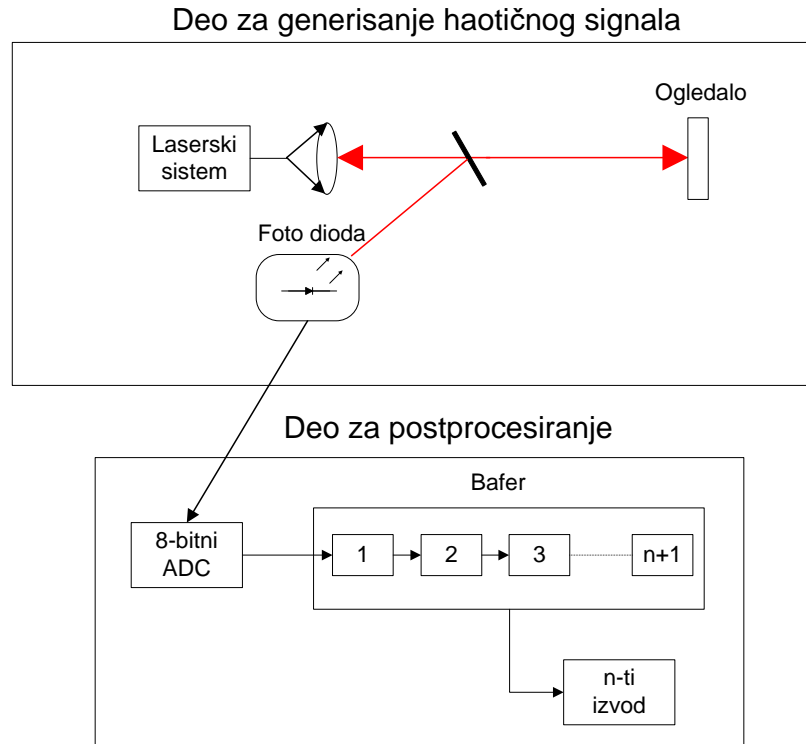 Deo za generisanje haotičnog signala
Ogledalo
Laserski
sistem
Foto dioda
Deo za postprocesiranje
Bafer
8-bitni
ADC
1
2
3
n+1
n-ti
izvod